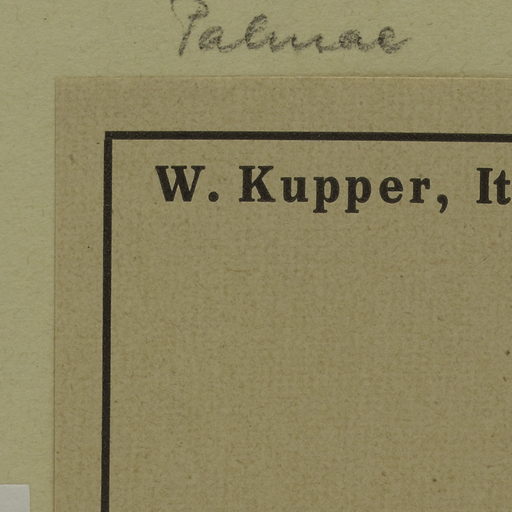 Palmae
W. Kupper, It